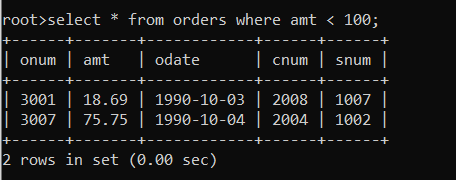 root>select * from orders where amt < 100;
+------+-------+------------+------+------+
| onum | amt   | odate      | cnum | snum |
+------+-------+------------+------+------+
| 3001 | 18.69 | 1990-10-03 | 2008 | 1007 |
| 3007 | 75.75 | 1990-10-04 | 2004 | 1002 |
+------+-------+------------+------+------+
2 rows in set (0.00 sec)